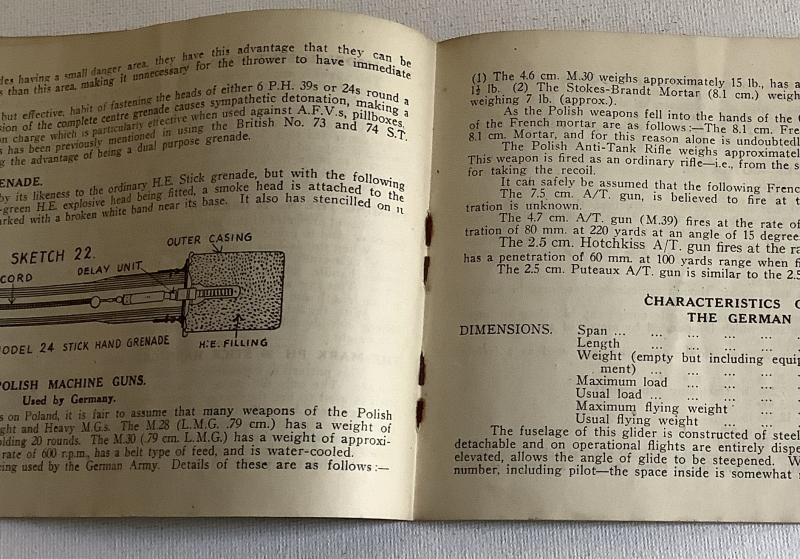 des having a small danger area, they have this advantage that they can be
s than this area, making it unnecessary for the thrower to have immediate
but effective, habit of fastening the heads of either 6 P.H. 39s or 24s round a
sion of the complete centre grenade causes sympathetic detonation, making a
on charge which is particularly effective when used against A.F.V.s, pillboxes,
s has been previously mentioned in using the British No. 73 and 74 S.T.
g the advantage of being a dual purpose grenade.
ENADE.
by its likeness to the ordinary H.E. Stick grenade, but with the following
-green H.E. explosive head being fitted, a smoke head is attached to the
arked with a broken white band near its base. It also has stencilled on it
SKETCH 22.
OUTER CASING
CORD
DELAY UNIT
MODEL 24 STICK HAND GRENADE
H.E. FILLING
POLISH MACHINE GUNS.
Used by Germany.
s on Poland, it is fair to assume that many weapons of the Polish
ght and Heavy M.G.s. The M.28 (L.M.G. .79 cm.) has a weight of
olding 20 rounds. The M.30 (.79 cm. L.M.G.) has a weight of approxi-
rate of 600 r.p.m., has a belt type of feed, and is water-cooled.
eing used by the German Army. Details of these are as follows:—
(1) The 4.6 cm. M.30 weighs approximately 15 lb., has a
1½ lb. (2) The Stokes-Brandt Mortar (8.1 cm.) weigh
weighing 7 lb. (approx.).
As the Polish weapons fell into the hands of the
of the French mortar are as follows:—The 8.1 cm. Fre
8.1 cm. Mortar, and for this reason alone is undoubtedl
The Polish Anti-Tank Rifle weighs approximate
This weapon is fired as an ordinary rifle—i.e., from the s
for taking the recoil.
It can safely be assumed that the following Frenc
The 7.5 cm. A/T. gun, is believed to fire at t
tration is unknown.
The 4.7 cm. A/T. gun (M.39) fires at the rate of
tration of 80 mm. at 220 yards at an angle of 15 degree
The 2.5 cm. Hotchkiss A/T. gun fires at the ra
has a penetration of 60 mm. at 100 yards range when fi
The 2.5 cm. Puteaux A/T. gun is similar to the 2.5
CHARACTERISTICS O
THE GERMAN
DIMENSIONS. Span ... ... ... ... ...
Length ... ... ... ...
Weight (empty but including equip
ment) ... ... ... ...
Maximum load ... ... ...
Usual load ... ... ... ...
Maximum flying weight ...
Usual flying weight ... ...
The fuselage of this glider is constructed of steel
detachable and on operational flights are entirely dispe
elevated, allows the angle of glide to be steepened. W
number, including pilot—the space inside is somewhat